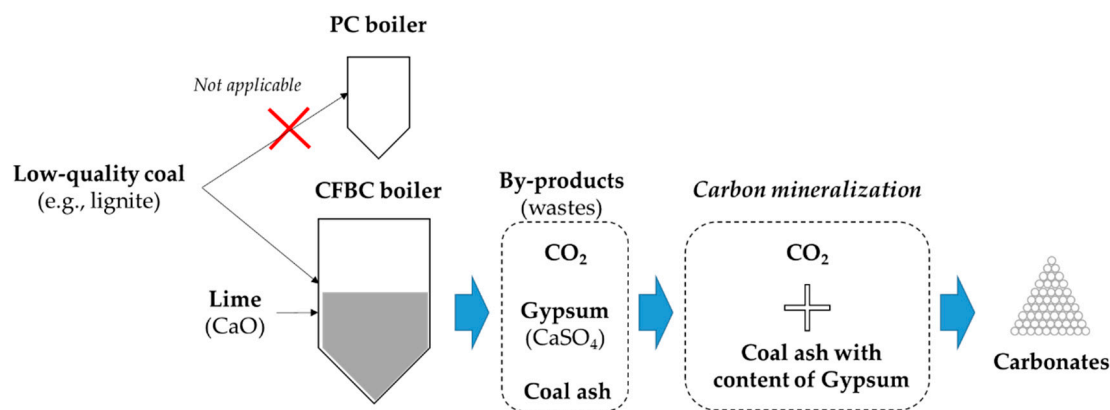 PC boiler
Not applicable
Low-quality coal
(e.g., lignite)
CFBC boiler
Lime
(CaO)
By-products
(wastes)
CO₂
Gypsum
(CaSO₄)
Coal ash
Carbon mineralization
CO₂
Coal ash with
content of Gypsum
Carbonates